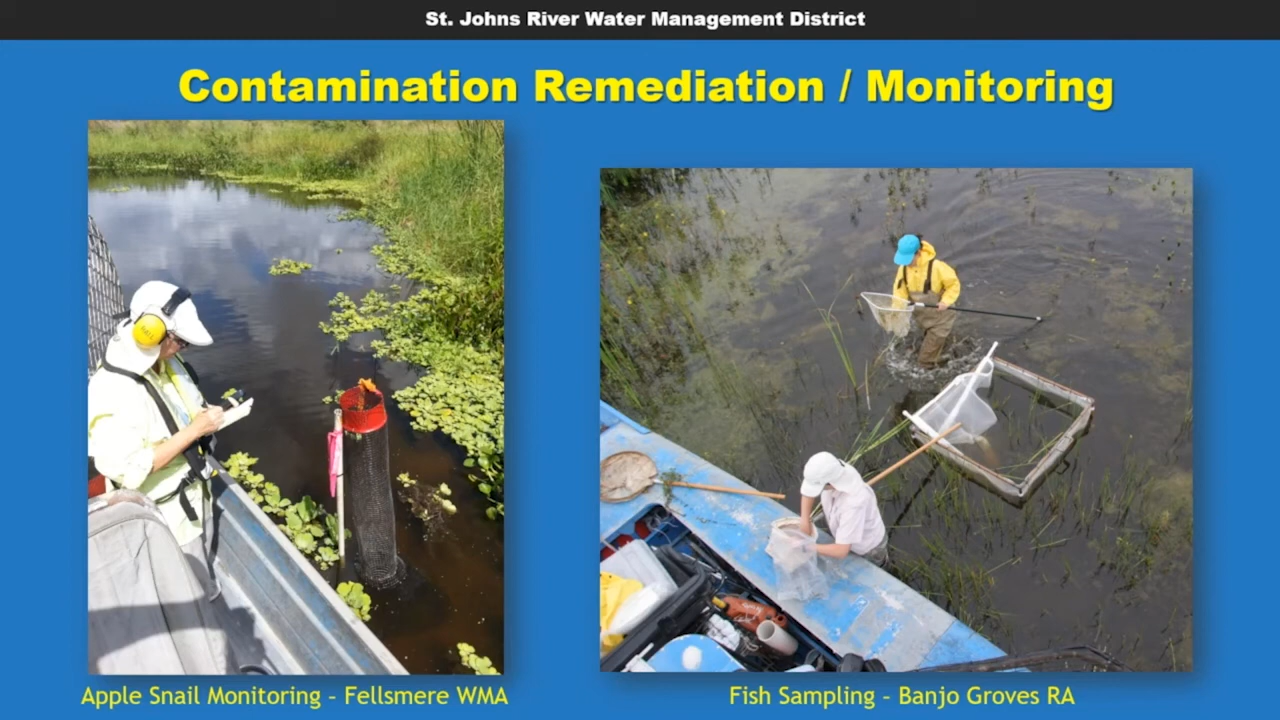 St. Johns River Water Management District
Contamination Remediation / Monitoring
Apple Snail Monitoring - Fellsmere WMA
Fish Sampling - Banjo Groves RA